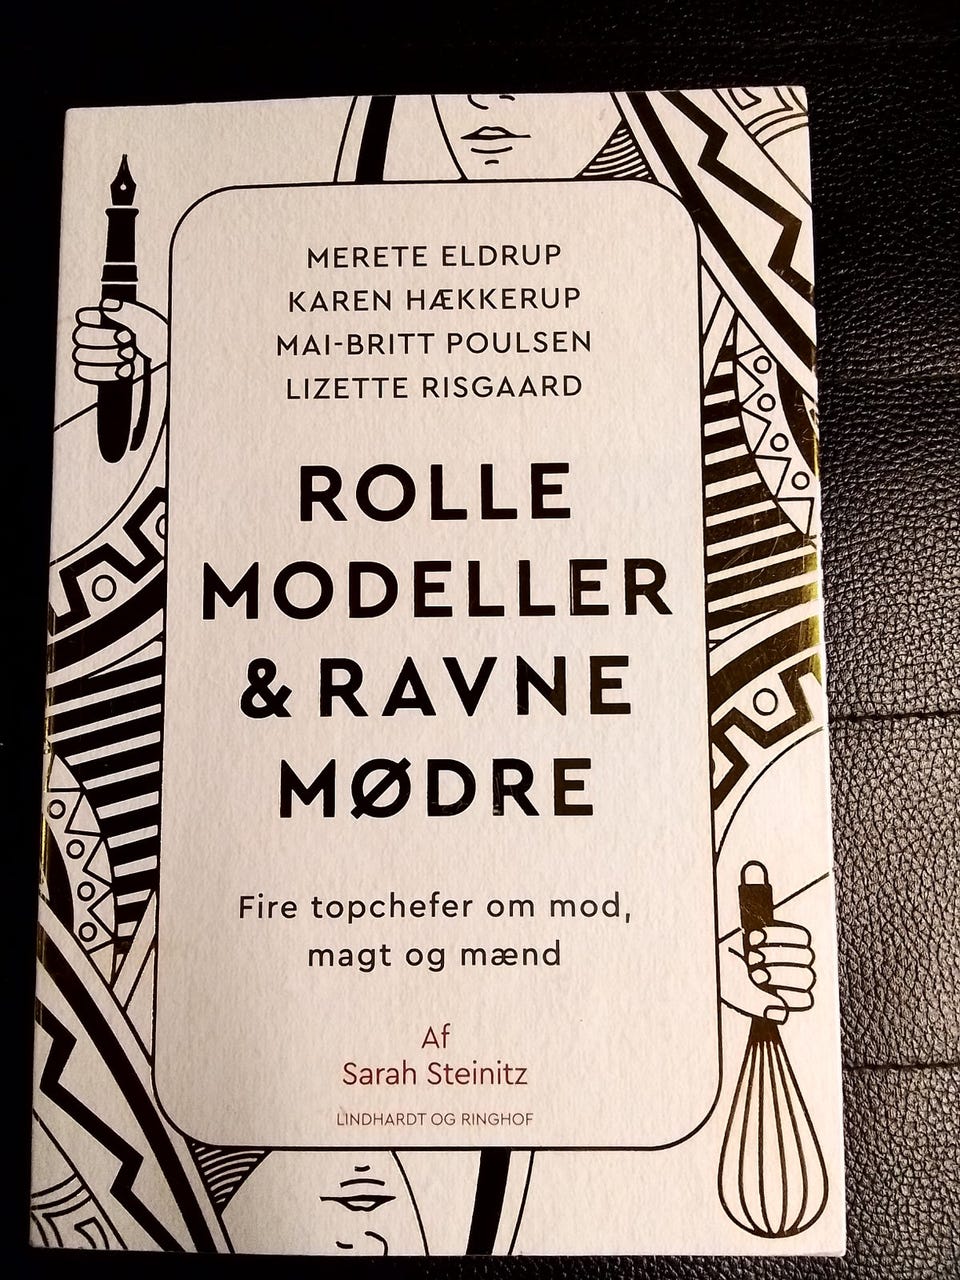 MERETE ELDRUP
KAREN HÆKKERUP
MAI-BRITT POULSEN
LIZETTE RISGAARD
ROLLE
MODELLER
& RAVNE
MØDRE
Fire topchefer om mod,
magt og mænd
Af
Sarah Steinitz
LINDHARDT OG RINGHOF